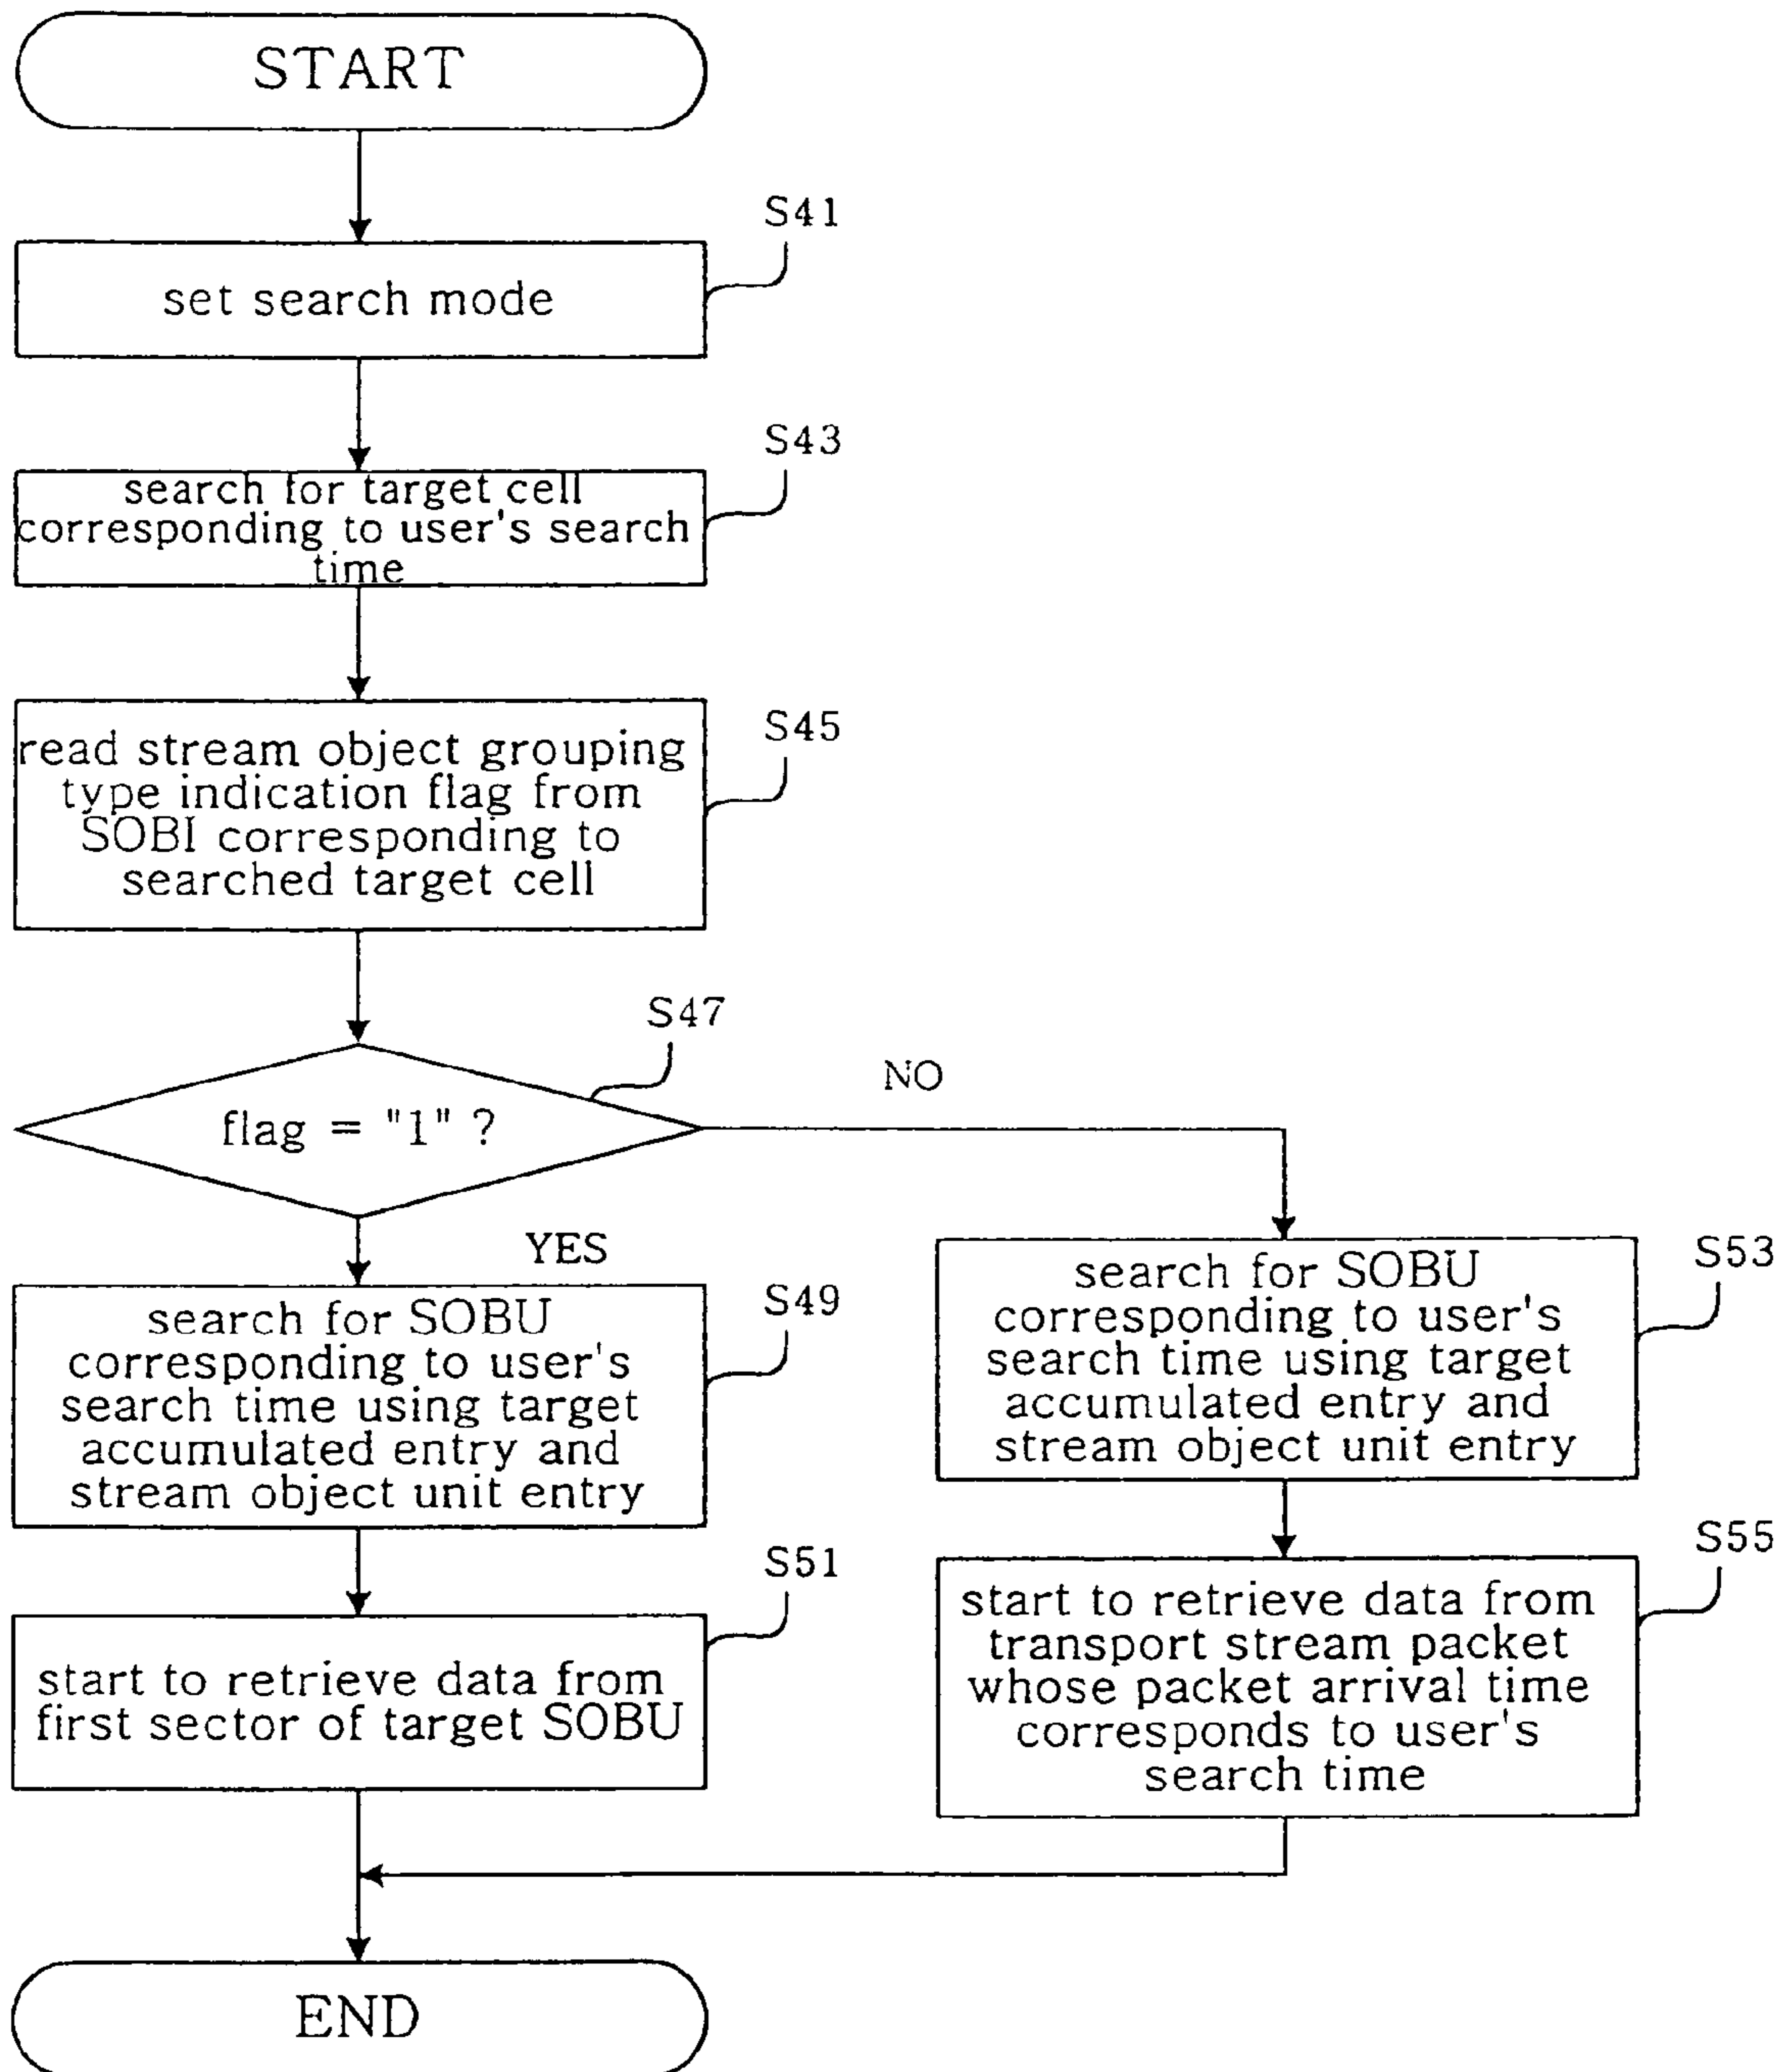 START
S41
set search mode
S43
search for target cell
corresponding to user's search
time
S45
read stream object grouping
type indication flag from
SOBI corresponding to
searched target cell
S47
flag = "1" ?
NO
YES
S49
search for SOBU
corresponding to user's
search time using target
accumulated entry and
stream object unit entry
S51
start to retrieve data from
first sector of target SOBU
S53
search for SOBU
corresponding to user's
search time using target
accumulated entry and
stream object unit entry
S55
start to retrieve data from
transport stream packet
whose packet arrival time
corresponds to user's
search time
END